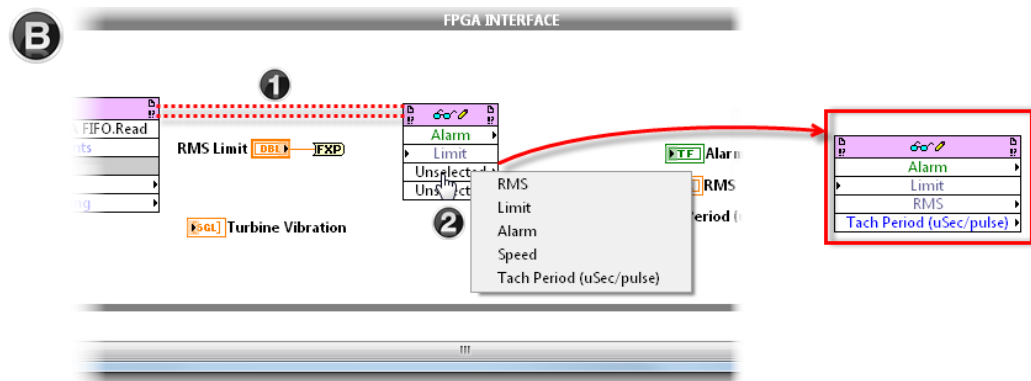 B
FPGA INTERFACE
1
FIFO.Read
RMS Limit DBL FXP
Alarm
Limit
Unselected
2
RMS
Limit
Alarm
Speed
Tach Period (uSec/pulse)
SGL Turbine Vibration
TF Alarm
RMS
eriod (
Alarm
Limit
RMS
Tach Period (uSec/pulse)